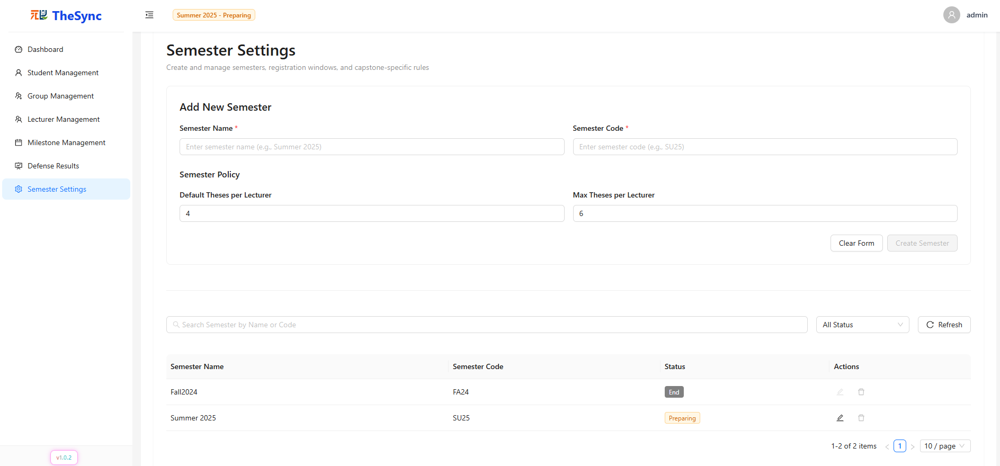 TheSync
Summer 2025 - Preparing
admin
Dashboard
Student Management
Group Management
Lecturer Management
Milestone Management
Defense Results
Semester Settings
v1.0.2
Semester Settings
Create and manage semesters, registration windows, and capstone-specific rules
Add New Semester
Semester Name *
Semester Code *
Enter semester name (e.g., Summer 2025)
Enter semester code (e.g., SU25)
Semester Policy
Default Theses per Lecturer
Max Theses per Lecturer
4
6
Clear Form
Create Semester
Search Semester by Name or Code
All Status
Refresh
Semester Name
Semester Code
Status
Actions
Fall2024
FA24
End
Summer 2025
SU25
Preparing
1-2 of 2 items
1
10 / page